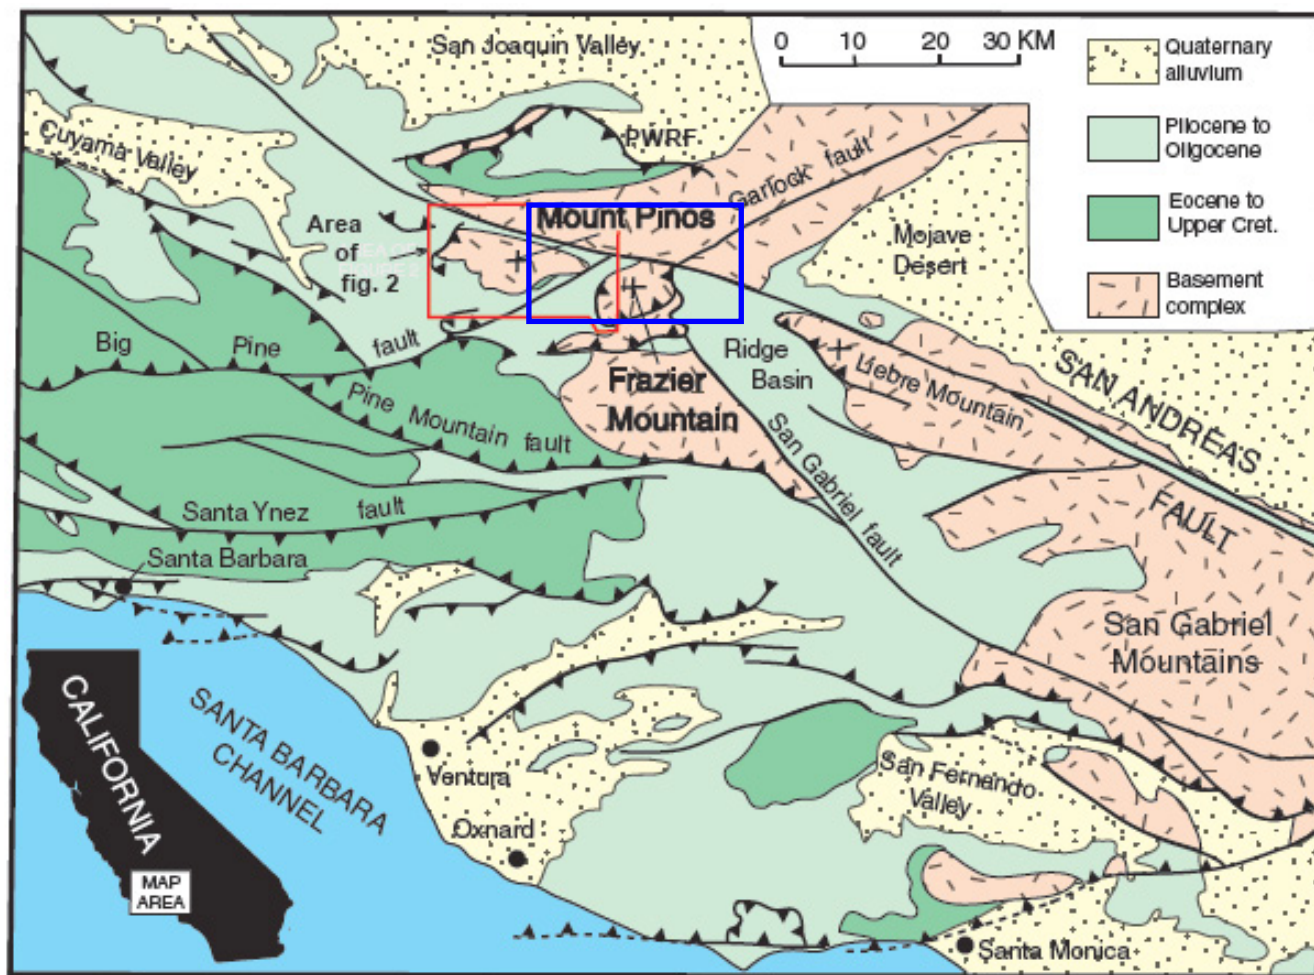 San Joaquin Valley
0 10 20 30 KM
Quaternary
alluvium
Pliocene to
Oligocene
Eocene to
Upper Cret.
Basement
complex
Cuyama Valley
PWRF
Garlock fault
Mount Pinos
Area
of
fig. 2
Mojave
Desert
Big Pine fault
Pine Mountain fault
Frazier
Mountain
Ridge
Basin
Liebre Mountain
SAN ANDREAS
FAULT
San Gabriel fault
Santa Ynez fault
Santa Barbara
San Gabriel
Mountains
SANTA BARBARA
CHANNEL
CALIFORNIA
MAP
AREA
Ventura
Oxnard
San Fernando
Valley
Santa Monica